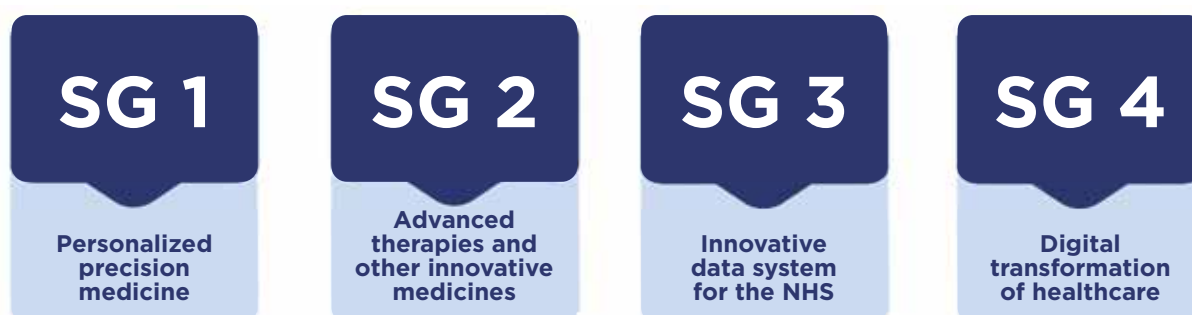 SG 1
Personalized
precision
medicine
SG 2
Advanced
therapies and
other innovative
medicines
SG 3
Innovative
data system
for the NHS
SG 4
Digital
transformation
of healthcare